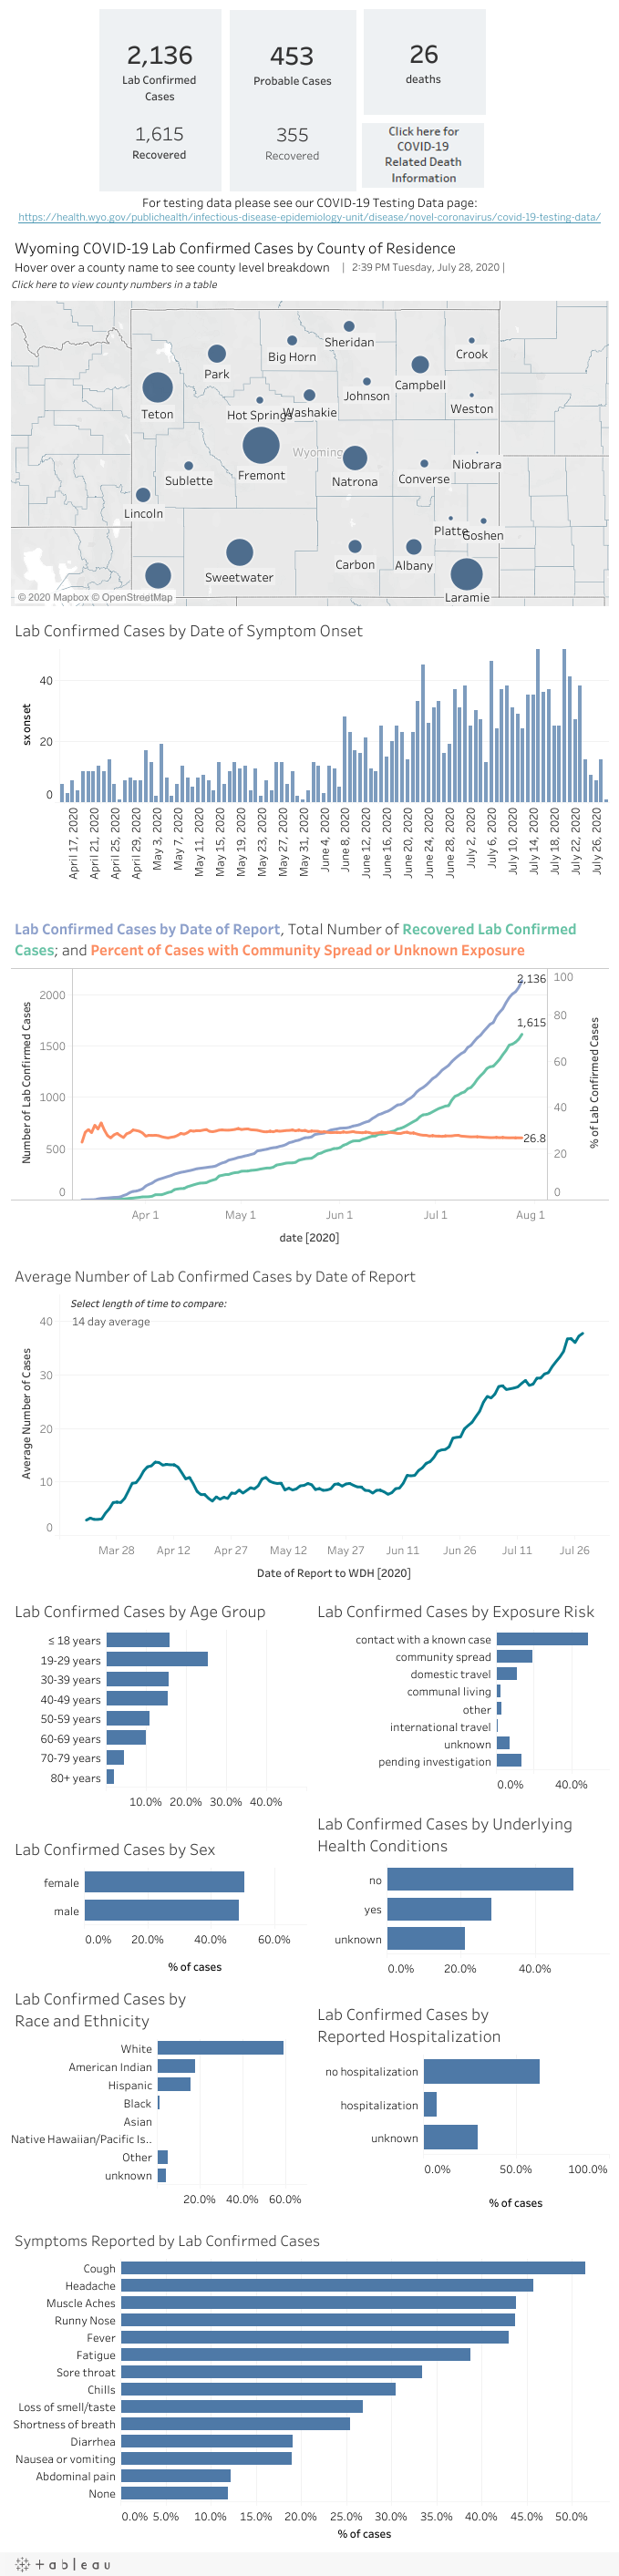 2,136
Lab Confirmed
Cases
1,615
Recovered
453
Probable Cases
355
Recovered
26
deaths
Click here for
COVID-19
Related Death
Information
For testing data please see our COVID-19 Testing Data page:
https://health.wyo.gov/publichealth/infectious-disease-epidemiology-unit/disease/novel-coronavirus/covid-19-testing-data/
Wyoming COVID-19 Lab Confirmed Cases by County of Residence
Hover over a county name to see county level breakdown | 2:39 PM Tuesday, July 28, 2020 |
Click here to view county numbers in a table
Sheridan
Big Horn
Crook
Park
Campbell
Johnson
Teton
Hot Springs
Washakie
Weston
Wyoming
Fremont
Natrona
Niobrara
Converse
Sublette
Lincoln
Platte
Goshen
Carbon
Albany
Sweetwater
Laramie
© 2020 Mapbox © OpenStreetMap
Lab Confirmed Cases by Date of Symptom Onset
sx onset
40
20
0
April 17, 2020
April 21, 2020
April 25, 2020
April 29, 2020
May 3, 2020
May 7, 2020
May 11, 2020
May 15, 2020
May 19, 2020
May 23, 2020
May 27, 2020
May 31, 2020
June 4, 2020
June 8, 2020
June 12, 2020
June 16, 2020
June 20, 2020
June 24, 2020
June 28, 2020
July 2, 2020
July 6, 2020
July 10, 2020
July 14, 2020
July 18, 2020
July 22, 2020
July 26, 2020
Lab Confirmed Cases by Date of Report, Total Number of Recovered Lab Confirmed
Cases; and Percent of Cases with Community Spread or Unknown Exposure
Number of Lab Confirmed Cases
2000
1500
1000
500
0
2,136
1,615
26.8
100
80
60
40
20
0
% of Lab Confirmed Cases
Apr 1
May 1
Jun 1
Jul 1
Aug 1
date [2020]
Average Number of Lab Confirmed Cases by Date of Report
Select length of time to compare:
14 day average
Average Number of Cases
40
30
20
10
0
Mar 28
Apr 12
Apr 27
May 12
May 27
Jun 11
Jun 26
Jul 11
Jul 26
Date of Report to WDH [2020]
Lab Confirmed Cases by Age Group
≤ 18 years
19-29 years
30-39 years
40-49 years
50-59 years
60-69 years
70-79 years
80+ years
10.0% 20.0% 30.0% 40.0%
Lab Confirmed Cases by Exposure Risk
contact with a known case
community spread
domestic travel
communal living
other
international travel
unknown
pending investigation
0.0% 40.0%
Lab Confirmed Cases by Sex
female
male
0.0% 20.0% 40.0% 60.0%
% of cases
Lab Confirmed Cases by Underlying
Health Conditions
no
yes
unknown
0.0% 20.0% 40.0%
Lab Confirmed Cases by
Race and Ethnicity
White
American Indian
Hispanic
Black
Asian
Native Hawaiian/Pacific Is..
Other
unknown
20.0% 40.0% 60.0%
Lab Confirmed Cases by
Reported Hospitalization
no hospitalization
hospitalization
unknown
0.0% 50.0% 100.0%
% of cases
Symptoms Reported by Lab Confirmed Cases
Cough
Headache
Muscle Aches
Runny Nose
Fever
Fatigue
Sore throat
Chills
Loss of smell/taste
Shortness of breath
Diarrhea
Nausea or vomiting
Abdominal pain
None
0.0% 5.0% 10.0% 15.0% 20.0% 25.0% 30.0% 35.0% 40.0% 45.0% 50.0%
% of cases
+ableau